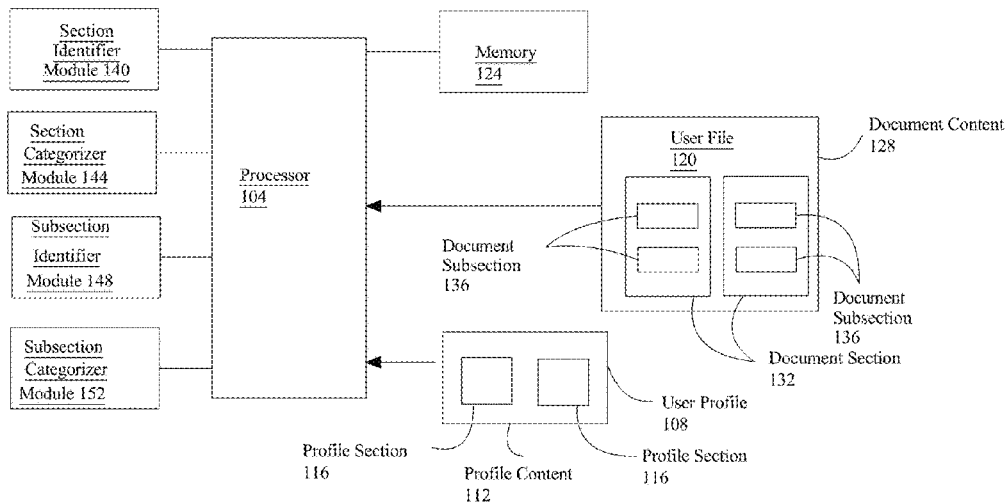 Section
Identifier
Module 140
Section
Categorizer
Module 144
Subsection
Identifier
Module 148
Subsection
Categorizer
Module 152
Processor
104
Memory
124
User File
120
Document Content
128
Document
Subsection
136
Document
Subsection
136
Document Section
132
User Profile
108
Profile Section
116
Profile Content
112
Profile Section
116